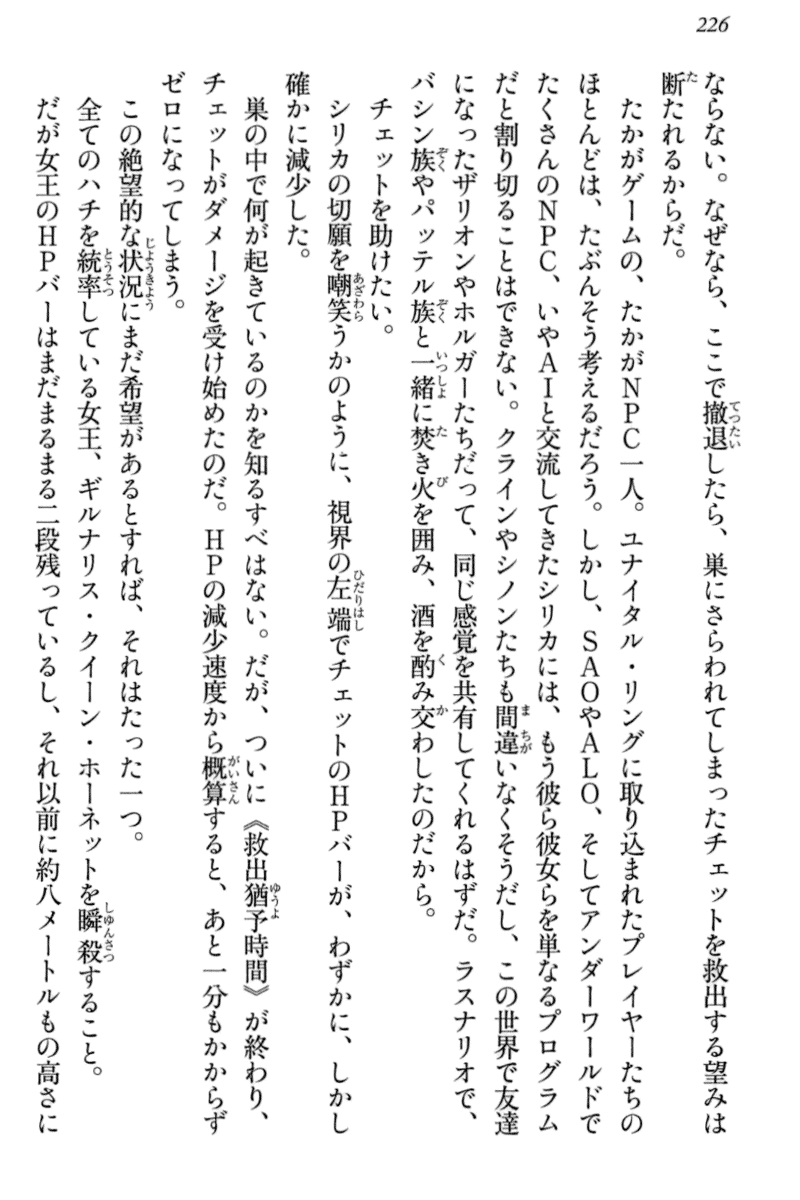 226
ならない。なぜなら、ここで撤退したら、巣にさらわれてしまったチェットを救出する望みは
断たれるからだ。
たかがゲームの、たかがNPC一人。ユナイタル・リングに取り込まれたプレイヤーたちの
ほとんどは、たぶんそう考えるだろう。しかし、SAOやALO、そしてアンダーワールドで
たくさんのNPC、いやAIと交流してきたシリカには、もう彼ら彼女らを単なるプログラム
だと割り切ることはできない。クラインやシノンたちも間違いなくそうだし、この世界で友達
になったザリオンやホルガーたちだって、同じ感覚を共有してくれるはずだ。ラスナリオで、
バシン族やパッテル族と一緒に焚き火を囲み、酒を酌み交わしたのだから。
チェットを助けたい。
シリカの切願を嘲笑うかのように、視界の左端でチェットのHPバーが、わずかに、しかし
確かに減少した。
巣の中で何が起きているのかを知るすべはない。だが、ついに《救出猶予時間》が終わり、
チェットがダメージを受け始めたのだ。HPの減少速度から概算すると、あと一分もかからず
ゼロになってしまう。
この絶望的な状況にまだ希望があるとすれば、それはたった一つ。
全てのハチを統率している女王、ギルナリス・クイーン・ホーネットを瞬殺すること。
だが女王のHPバーはまだまるまる二段残っているし、それ以前に約八メートルもの高さに